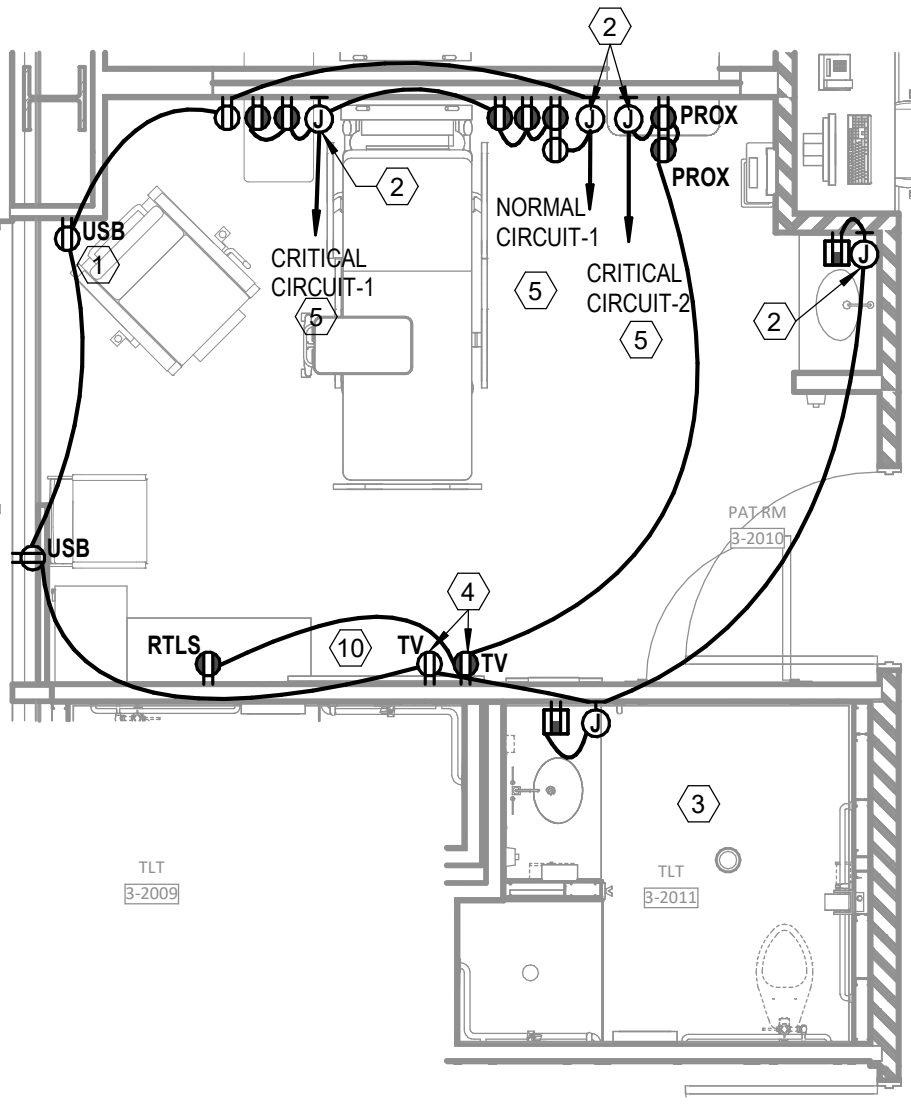 2
J
J
J
PROX
2
PROX
NORMAL
CIRCUIT-1
USB
1
CRITICAL
CIRCUIT-1
5
5
CRITICAL
CIRCUIT-2
5
J
2
PAT RM
3-2010
USB
4
RTLS
10
TV
TV
J
3
TLT
3-2009
TLT
3-2011